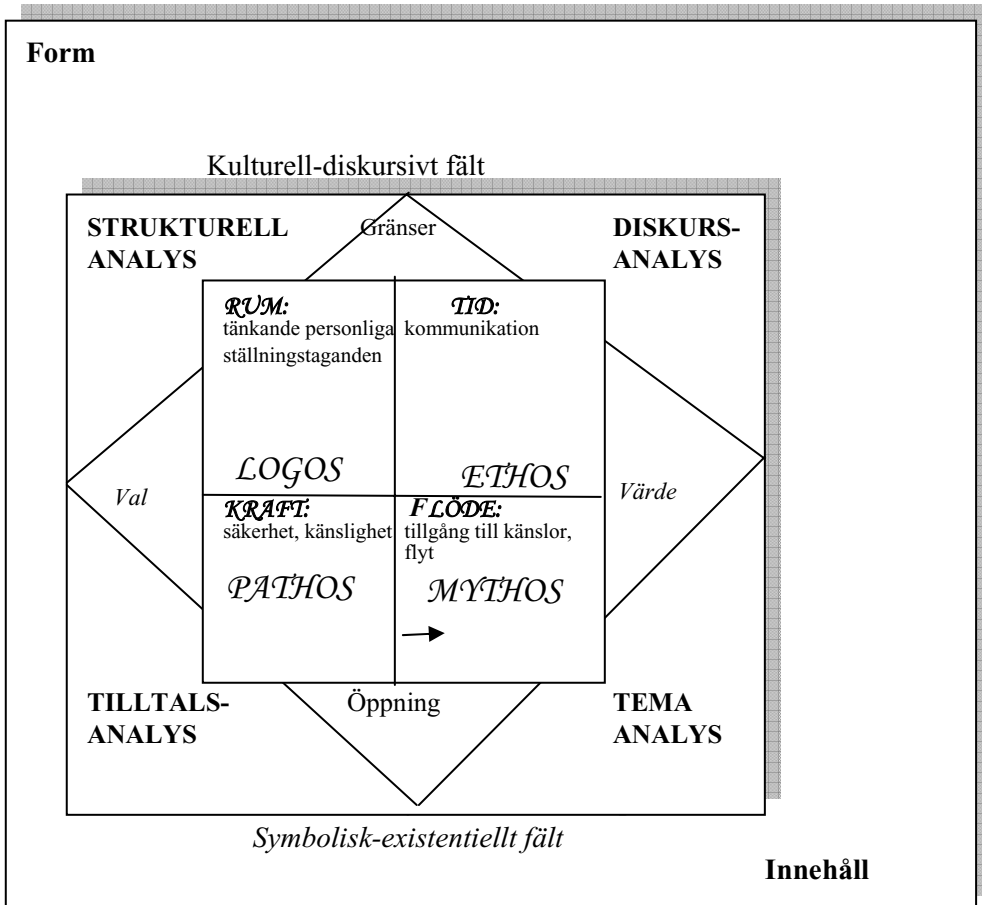 Form
Kulturell-diskursivt fält
STRUKTURELL
ANALYS
Gränser
DISKURS-
ANALYS
RUM:
tänkande personliga
ställningstaganden
TID:
kommunikation
LOGOS
ETHOS
Val
Värde
KRAFT:
säkerhet, känslighet
FLÖDE:
tillgång till känslor,
flyt
PATHOS
MYTHOS
TILLTALS-
ANALYS
Öppning
TEMA
ANALYS
Symbolisk-existentiellt fält
Innehåll